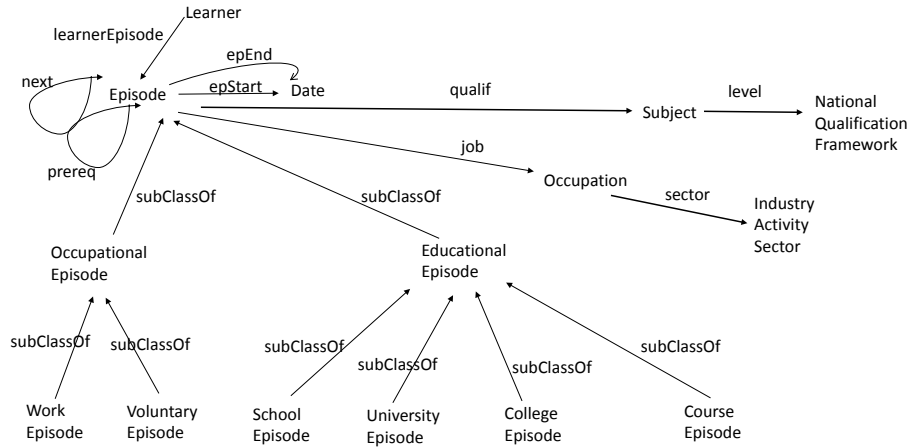 Learner
learnerEpisode
epEnd
next
Episode
epStart
Date
qualif
level
Subject
National
Qualification
Framework
prereq
job
Occupation
sector
Industry
Activity
Sector
subClassOf
subClassOf
Occupational
Episode
Educational
Episode
subClassOf
subClassOf
subClassOf
subClassOf
subClassOf
subClassOf
Work
Episode
Voluntary
Episode
School
Episode
University
Episode
College
Episode
Course
Episode